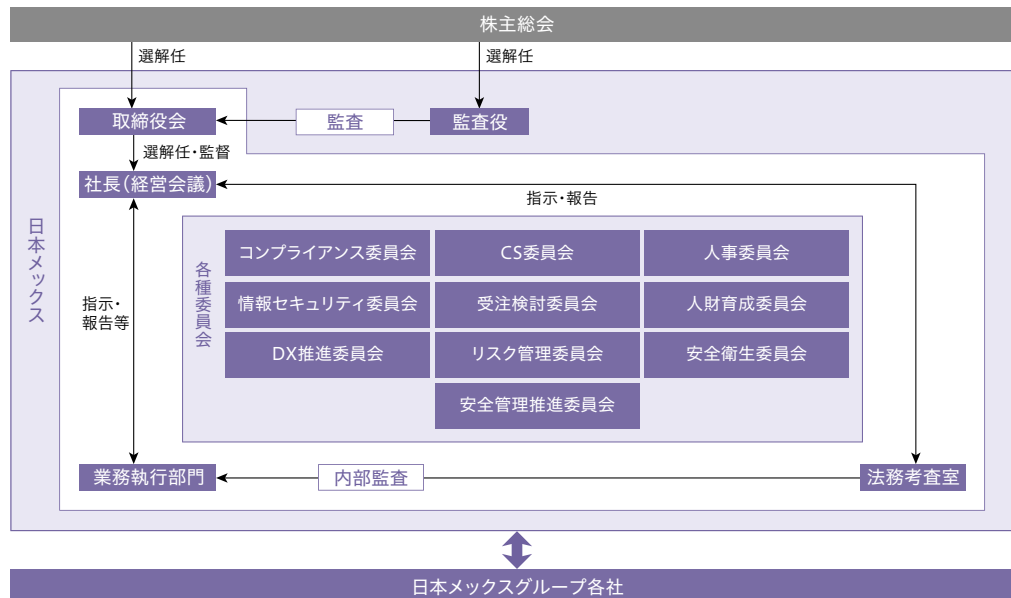 株主総会
選解任
選解任
取締役会
監査
監査役
選解任・監督
社長(経営会議)
指示・報告
日本メックス
各種委員会
コンプライアンス委員会
CS委員会
人事委員会
情報セキュリティ委員会
受注検討委員会
人財育成委員会
DX推進委員会
リスク管理委員会
安全衛生委員会
安全管理推進委員会
指示・
報告等
業務執行部門
内部監査
法務考査室
日本メックスグループ各社